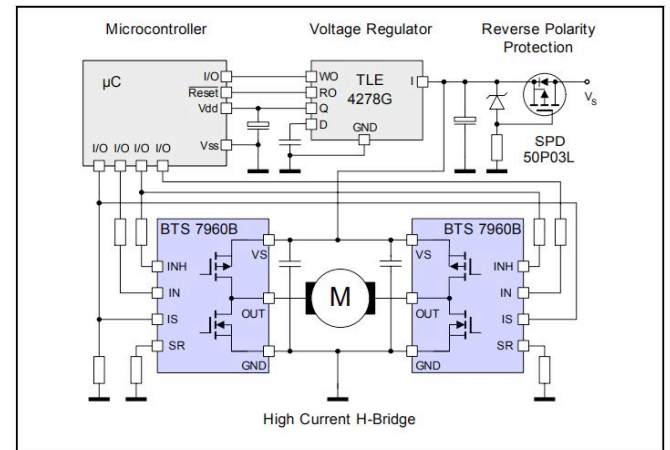 Microcontroller
Voltage Regulator
Reverse Polarity
Protection
µC
I/O
Reset
Vdd
Vss
I/O I/O I/O I/O
WO
RO
Q
D
TLE
4278G
I
GND
V_S
SPD
50P03L
BTS 7960B
VS
INH
IN
IS
SR
OUT
GND
M
BTS 7960B
VS
INH
IN
IS
SR
OUT
GND
High Current H-Bridge